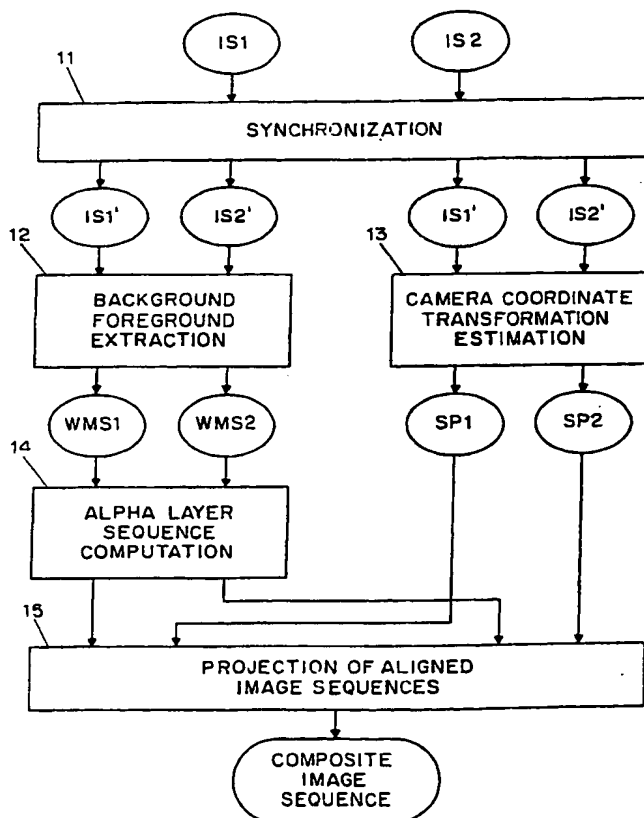 IS1 IS2
11
SYNCHRONIZATION
IS1' IS2' IS1' IS2'
12 13
BACKGROUND
FOREGROUND
EXTRACTION
CAMERA COORDINATE
TRANSFORMATION
ESTIMATION
WMS1 WMS2 SP1 SP2
14
ALPHA LAYER
SEQUENCE
COMPUTATION
15
PROJECTION OF ALIGNED
IMAGE SEQUENCES
COMPOSITE
IMAGE
SEQUENCE